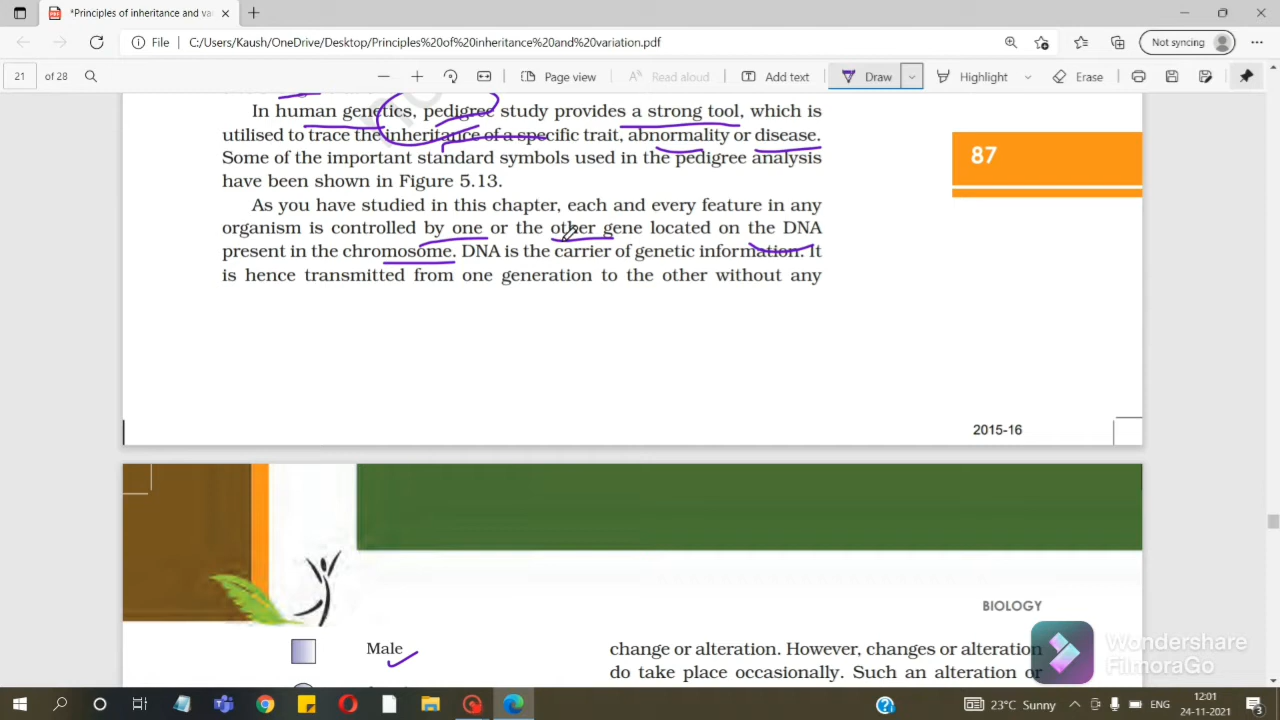 *Principles of inheritance and va
File
C:/Users/Kaush/OneDrive/Desktop/Principles%20of%20inheritance%20and%20variation.pdf
Not syncing
21
of 28
Page view
Read aloud
Add text
Draw
Highlight
Erase
In human genetics, pedigree study provides a strong tool, which is
utilised to trace the inheritance of a specific trait, abnormality or disease.
Some of the important standard symbols used in the pedigree analysis
have been shown in Figure 5.13.
As you have studied in this chapter, each and every feature in any
organism is controlled by one or the other gene located on the DNA
present in the chromosome. DNA is the carrier of genetic information. It
is hence transmitted from one generation to the other without any
87
2015-16
BIOLOGY
Male
change or alteration. However, changes or alteration
do take place occasionally. Such an alteration or
Wondershare
FilmoraGo
23°C Sunny
ENG
12:01
24-11-2021
3